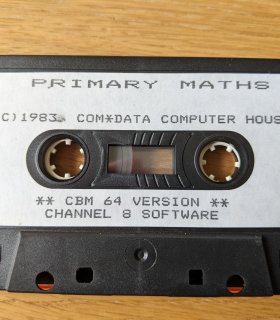 PRIMARY MATHS
C)1983. COM*DATA COMPUTER HOUS
** CBM 64 VERSION **
CHANNEL 8 SOFTWARE